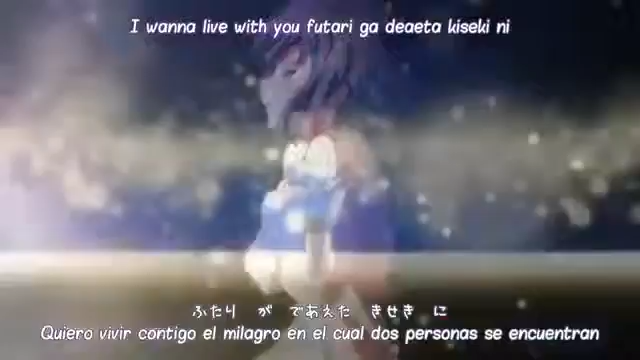 I wanna live with you futari ga deaeta kiseki ni
ふたり が であえた きせき に
Quiero vivir contigo el milagro en el cual dos personas se encuentran